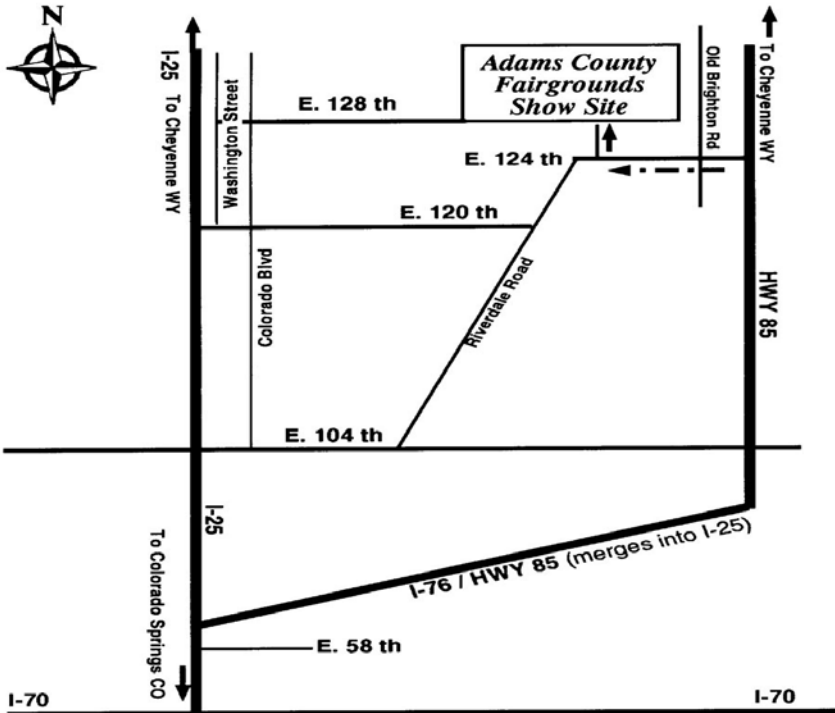 N
I-25 To Cheyenne WY
Washington Street
E. 128 th
Adams County
Fairgrounds
Show Site
Old Brighton Rd
To Cheyenne WY
E. 124 th
E. 120 th
Colorado Blvd
Riverdale Road
HWY 85
E. 104 th
I-25
To Colorado Springs CO
I-76 / HWY 85 (merges into I-25)
E. 58 th
I-70
I-70